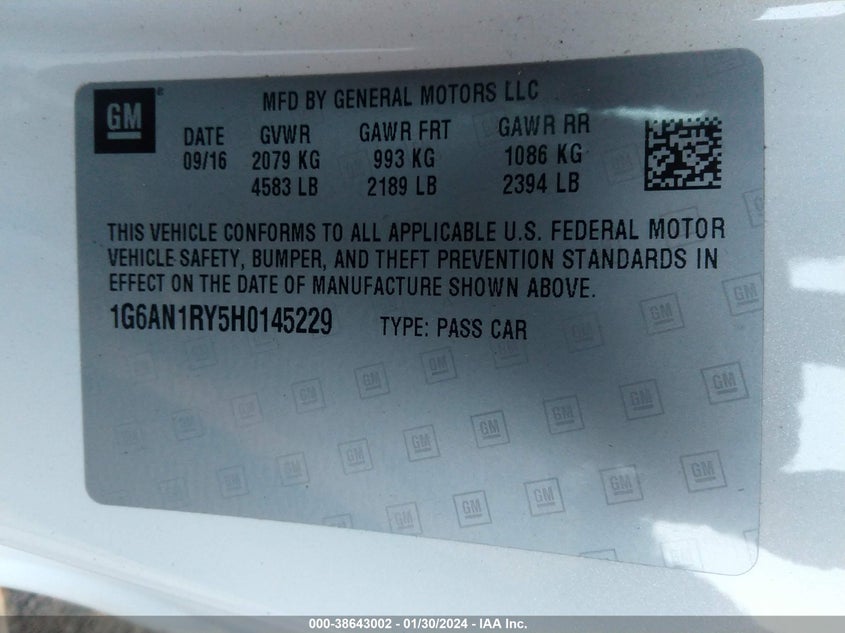 GM
MFD BY GENERAL MOTORS LLC
DATE GVWR GAWR FRT GAWR RR
09/16 2079 KG 993 KG 1086 KG
4583 LB 2189 LB 2394 LB
THIS VEHICLE CONFORMS TO ALL APPLICABLE U.S. FEDERAL MOTOR
VEHICLE SAFETY, BUMPER, AND THEFT PREVENTION STANDARDS IN
EFFECT ON THE DATE OF MANUFACTURE SHOWN ABOVE.
1G6AN1RY5H0145229 TYPE: PASS CAR
000-38643002 - 01/30/2024 - IAA Inc.